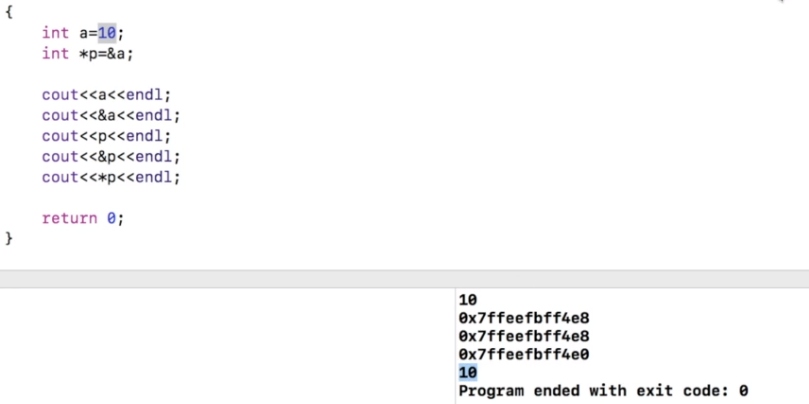 {
int a=10;
int *p=&a;
cout<<a<<endl;
cout<<&a<<endl;
cout<<p<<endl;
cout<<&p<<endl;
cout<<*p<<endl;
return 0;
}
10
0x7ffeefbff4e8
0x7ffeefbff4e8
0x7ffeefbff4e0
10
Program ended with exit code: 0